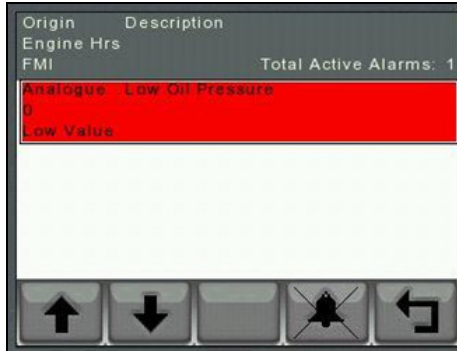 Origin Description
Engine Hrs
FMI Total Active Alarms: 1
Analogue Low Oil Pressure
0
Low Value